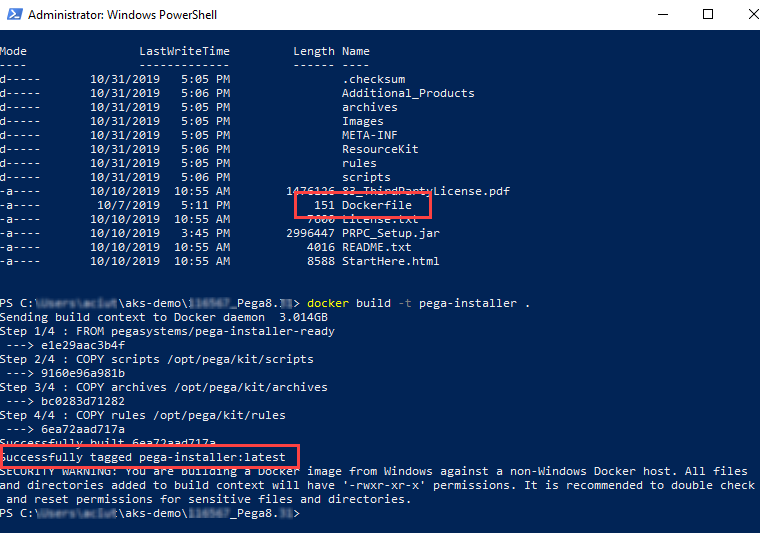 Administrator: Windows PowerShell
Mode                LastWriteTime         Length Name
----                -------------         ------ ----
d-----       10/31/2019   5:05 PM                .checksum
d-----       10/31/2019   5:06 PM                Additional_Products
d-----       10/31/2019   5:05 PM                archives
d-----       10/31/2019   5:05 PM                Images
d-----       10/31/2019   5:05 PM                META-INF
d-----       10/31/2019   5:06 PM                ResourceKit
d-----       10/31/2019   5:05 PM                rules
d-----       10/31/2019   5:06 PM                scripts
-a----       10/10/2019  10:55 AM        1476126 83_ThirdPartyLicense.pdf
-a----        10/7/2019   5:11 PM            151 Dockerfile
-a----       10/10/2019  10:55 AM           7600 License.txt
-a----       10/10/2019   3:45 PM        2996447 PRPC_Setup.jar
-a----       10/10/2019  10:55 AM           4016 README.txt
-a----       10/10/2019  10:55 AM           8588 StartHere.html
PS C:\ \aks-demo\ _Pega8. > docker build -t pega-installer .
Sending build context to Docker daemon  3.014GB
Step 1/4 : FROM pegasystems/pega-installer-ready
 ---> e1e29aac3b4f
Step 2/4 : COPY scripts /opt/pega/kit/scripts
 ---> 9160e96a981b
Step 3/4 : COPY archives /opt/pega/kit/archives
 ---> bc0283d71282
Step 4/4 : COPY rules /opt/pega/kit/rules
 ---> 6ea72aad717a
Successfully built 6ea72aad717a
Successfully tagged pega-installer:latest
SECURITY WARNING: You are building a Docker image from Windows against a non-Windows Docker host. All files
and directories added to build context will have '-rwxr-xr-x' permissions. It is recommended to double check
and reset permissions for sensitive files and directories.
PS C:\ \aks-demo\ _Pega8. >